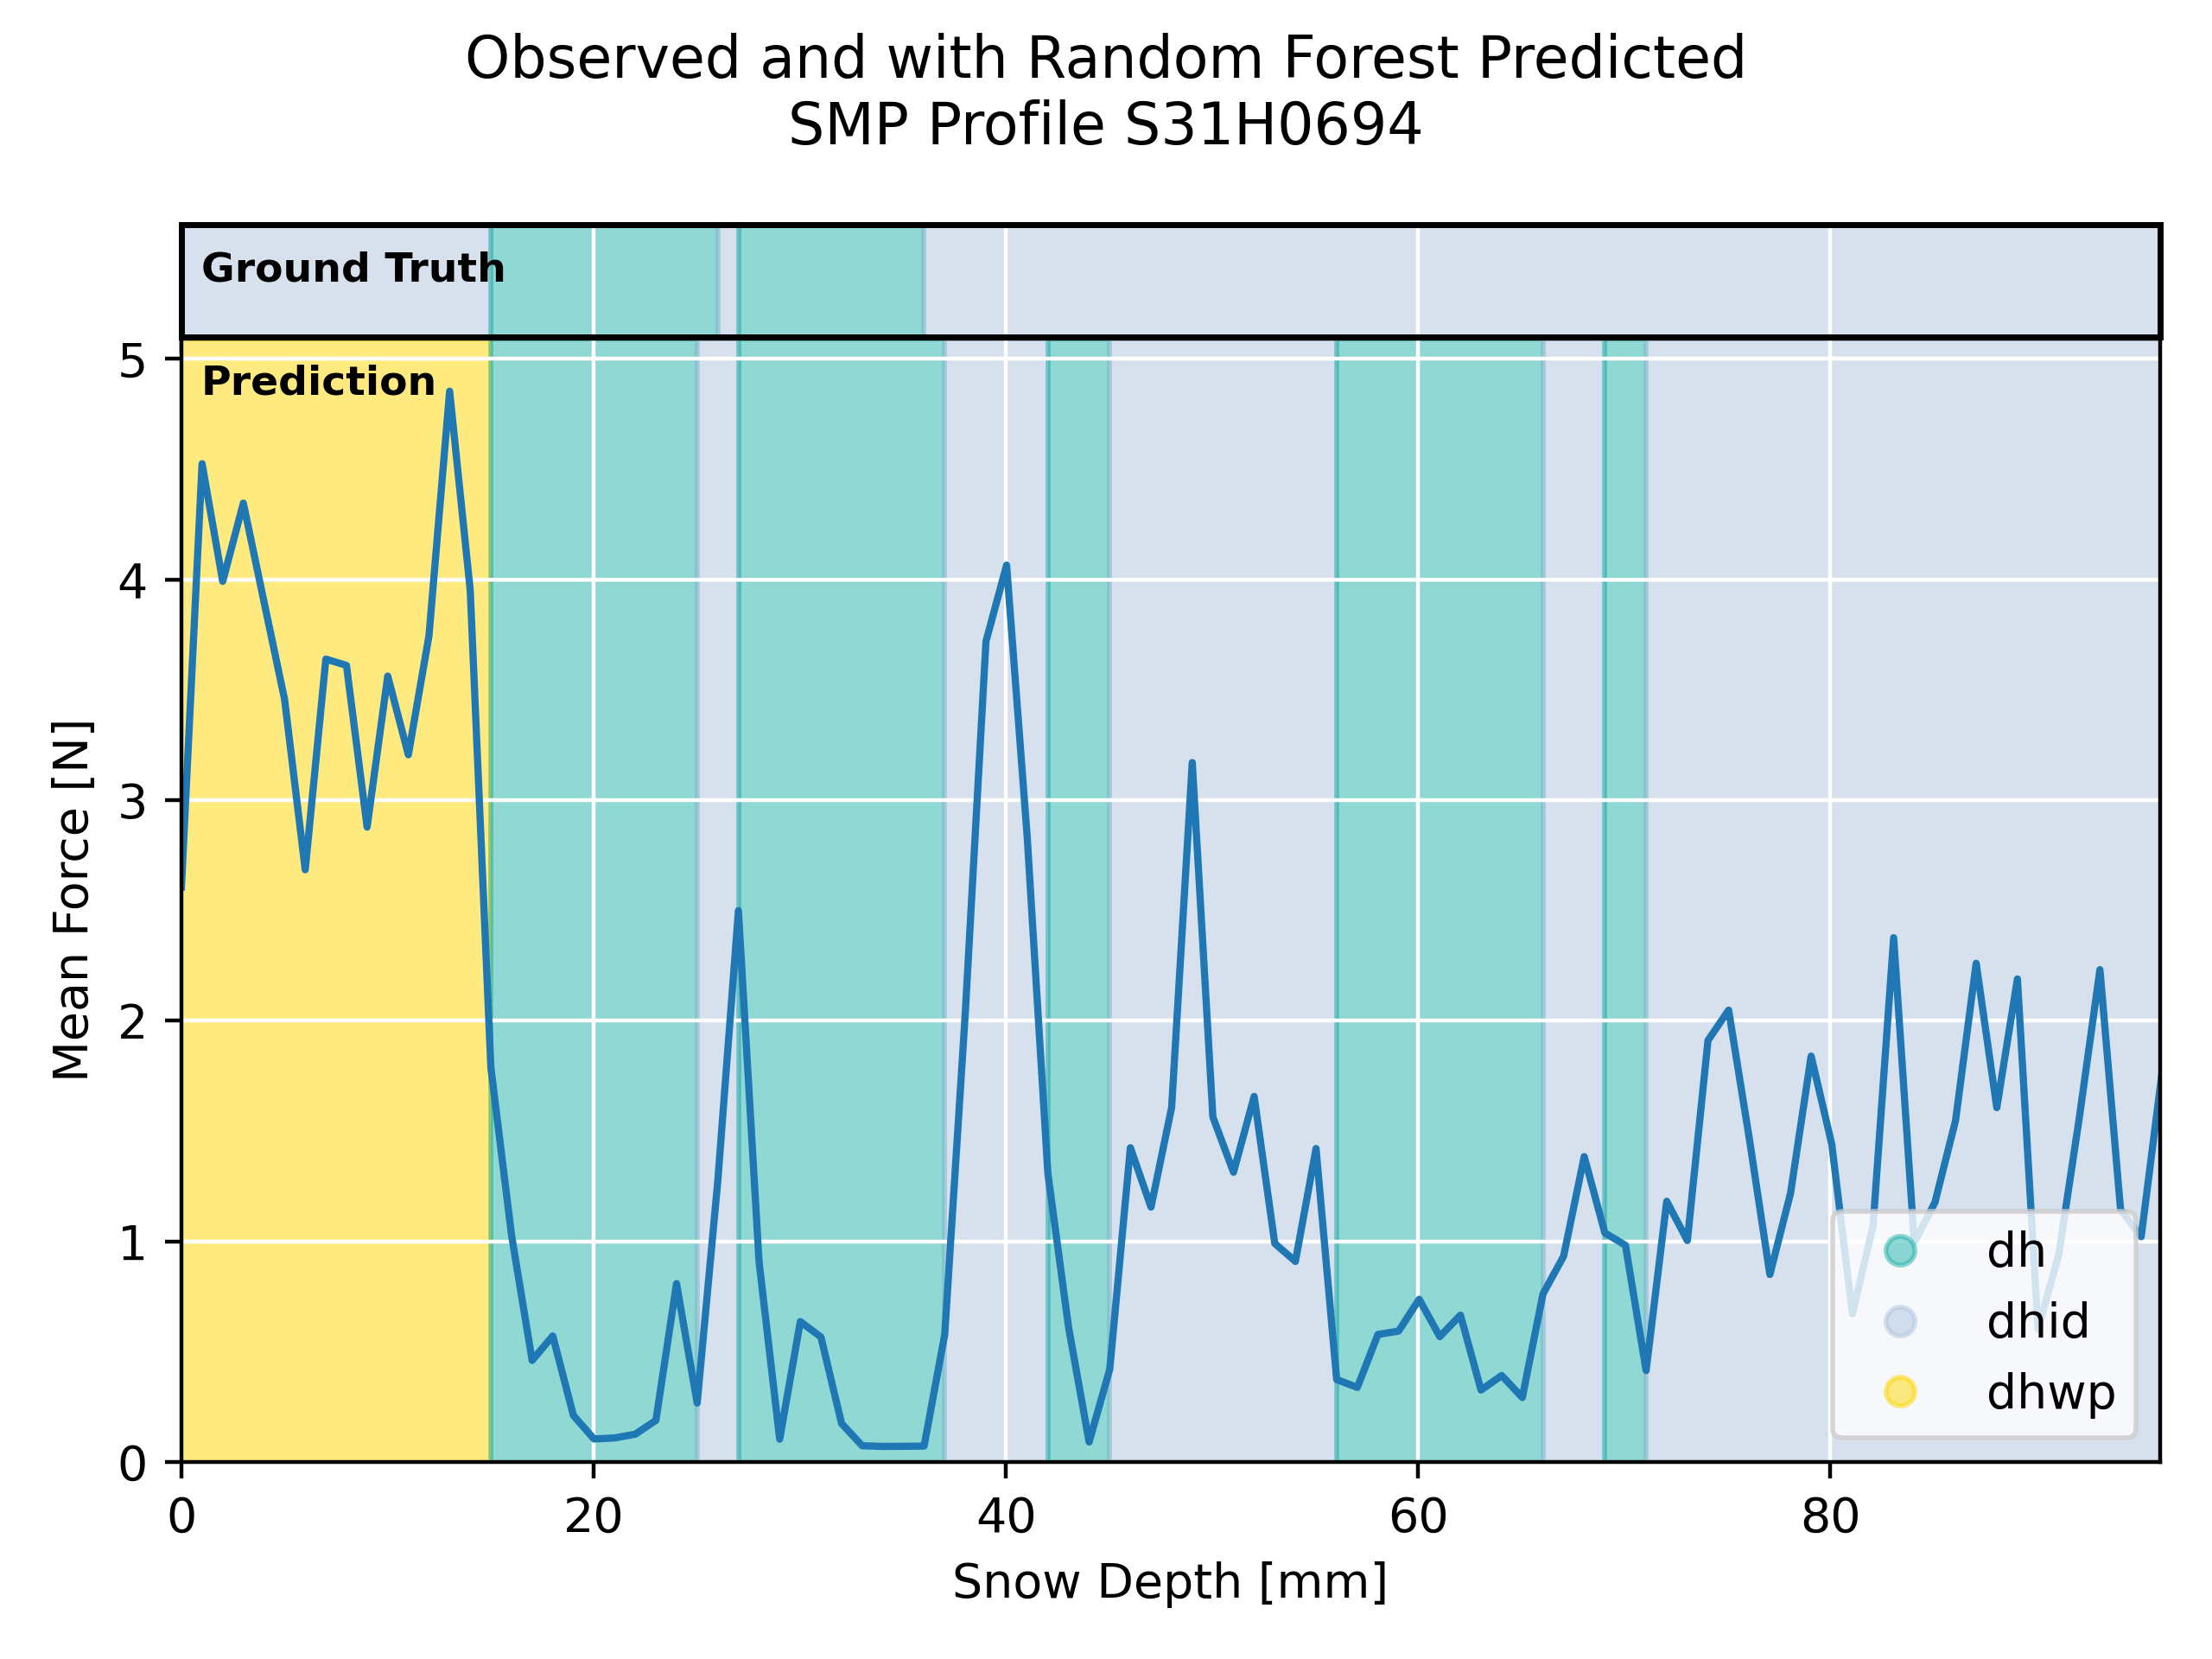 Observed and with Random Forest Predicted
SMP Profile S31H0694
Ground Truth
Prediction
5
4
3
2
1
0
Mean Force [N]
0 20 40 60 80
Snow Depth [mm]
dh
dhid
dhwp